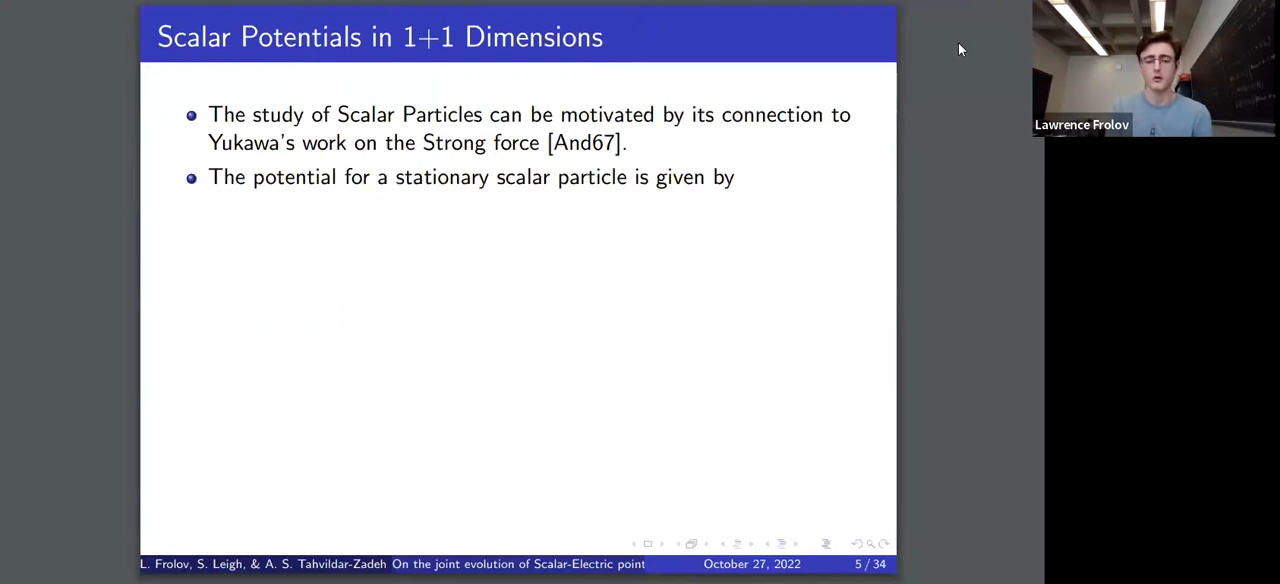 Scalar Potentials in 1+1 Dimensions
The study of Scalar Particles can be motivated by its connection to
Yukawa's work on the Strong force [And67].
The potential for a stationary scalar particle is given by
Lawrence Frolov
L. Frolov, S. Leigh, & A. S. Tahvildar-Zadeh On the joint evolution of Scalar-Electric point October 27, 2022 5 / 34